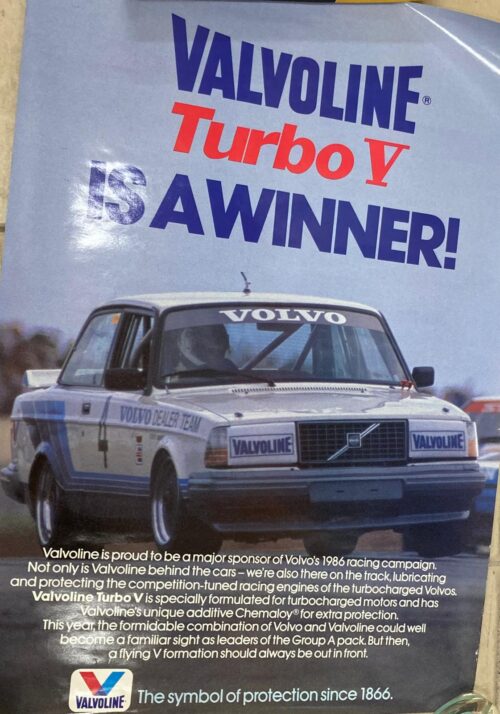 VALVOLINE®
Turbo V
IS A WINNER!
VOLVO
VOLVO DEALER TEAM
VALVOLINE
VALVOLINE
Valvoline is proud to be a major sponsor of Volvo's 1986 racing campaign.
Not only is Valvoline behind the cars – we're also there on the track, lubricating
and protecting the competition-tuned racing engines of the turbocharged Volvos.
Valvoline Turbo V is specially formulated for turbocharged motors and has
Valvoline's unique additive Chemaloy® for extra protection.
This year, the formidable combination of Volvo and Valvoline could well
become a familiar sight as leaders of the Group A pack. But then,
a flying V formation should always be out in front.
VALVOLINE
The symbol of protection since 1866.